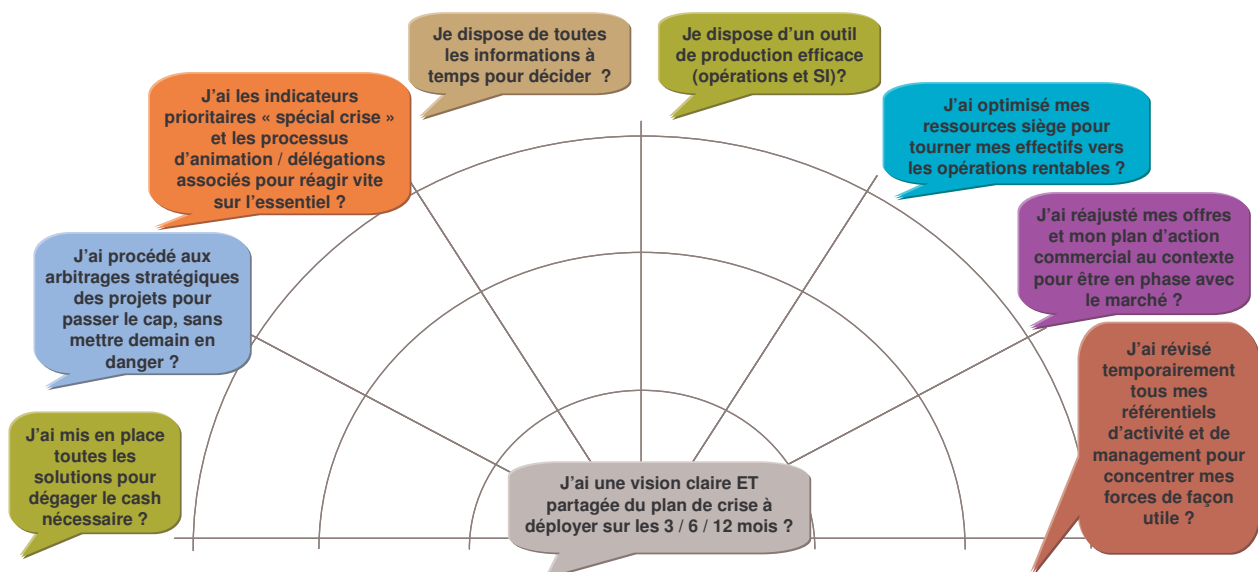 Je dispose de toutes
les informations à
temps pour décider ?
Je dispose d'un outil
de production efficace
(opérations et SI)?
J'ai les indicateurs
prioritaires « spécial crise »
et les processus
d'animation / délégations
associés pour réagir vite
sur l'essentiel ?
J'ai optimisé mes
ressources siège pour
tourner mes effectifs vers
les opérations rentables ?
J'ai procédé aux
arbitrages stratégiques
des projets pour
passer le cap, sans
mettre demain en
danger ?
J'ai réajusté mes offres
et mon plan d'action
commercial au contexte
pour être en phase avec
le marché ?
J'ai mis en place
toutes les
solutions pour
dégager le cash
nécessaire ?
J'ai une vision claire ET
partagée du plan de crise à
déployer sur les 3 / 6 / 12 mois ?
J'ai révisé
temporairement
tous mes
référentiels
d'activité et de
management pour
concentrer mes
forces de façon
utile ?